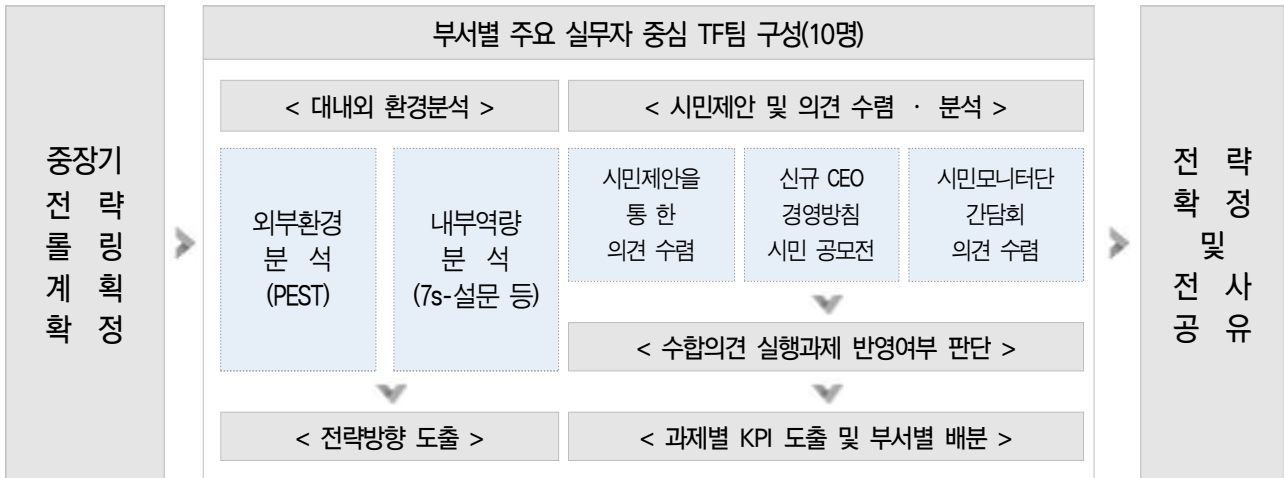 중장기
전 략
롤 링
계 획
확 정
부서별 주요 실무자 중심 TF팀 구성(10명)
< 대내외 환경분석 >
외부환경
분 석
(PEST)
내부역량
분 석
(7s-설문 등)
< 전략방향 도출 >
< 시민제안 및 의견 수렴 · 분석 >
시민제안을
통 한
의견 수렴
신규 CEO
경영방침
시민 공모전
시민모니터단
간담회
의견 수렴
< 수합의견 실행과제 반영여부 판단 >
< 과제별 KPI 도출 및 부서별 배분 >
전 략
확 정
및
전 사
공 유